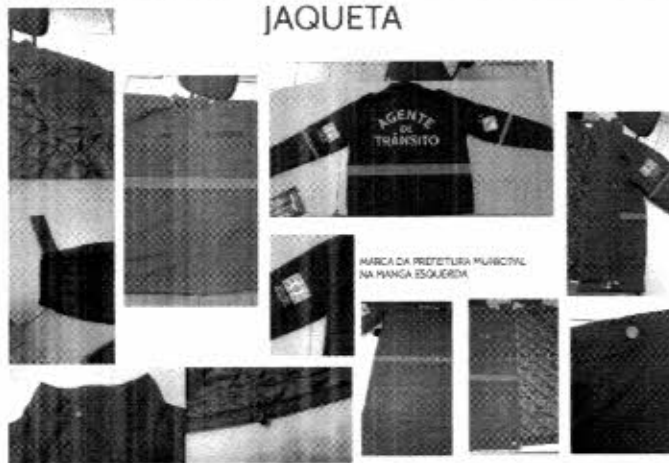 JAQUETA
AGENTE
DE
TRÂNSITO
MARCA DA PREFEITURA MUNICIPAL
NA MANGA ESQUERDA